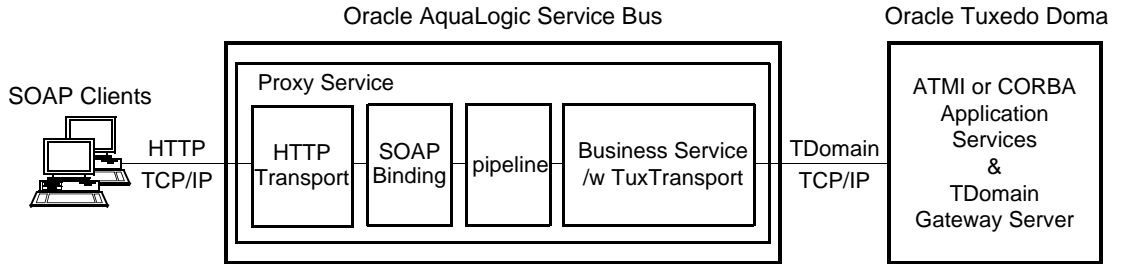 Oracle AquaLogic Service Bus
Oracle Tuxedo Doma
SOAP Clients
HTTP
TCP/IP
Proxy Service
HTTP
Transport
SOAP
Binding
pipeline
Business Service
/w TuxTransport
TDomain
TCP/IP
ATMI or CORBA
Application
Services
&
TDomain
Gateway Server